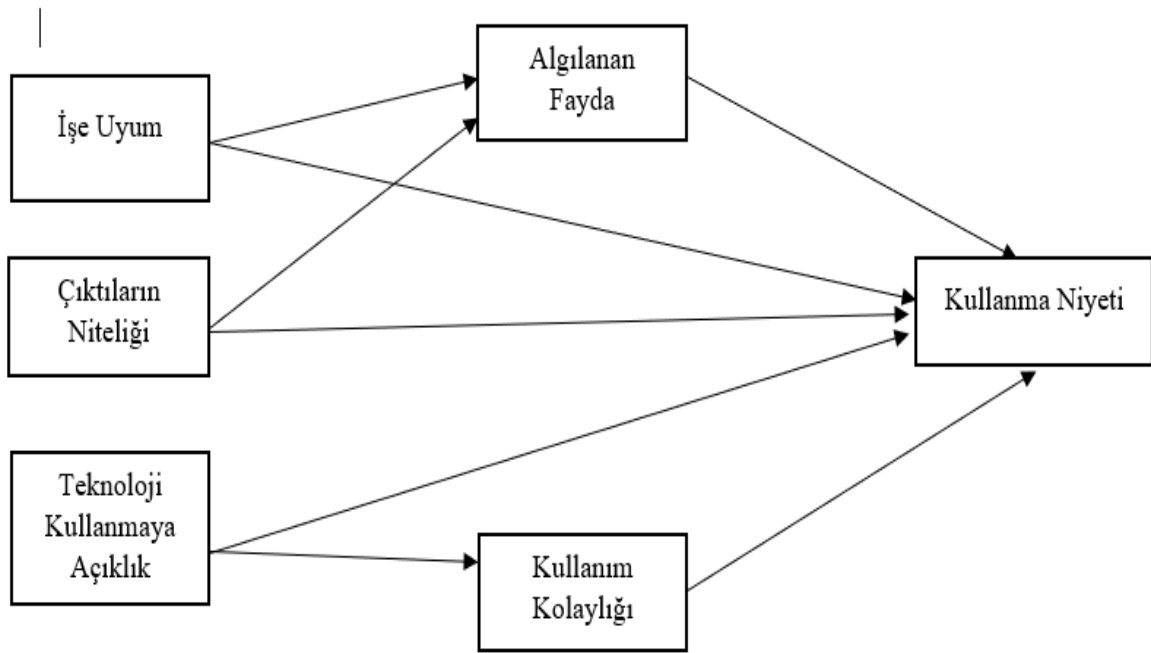 Algılanan
Fayda
İşe Uyum
Çıktıların
Niteliği
Kullanma Niyeti
Teknoloji
Kullanmaya
Açıklık
Kullanım
Kolaylığı